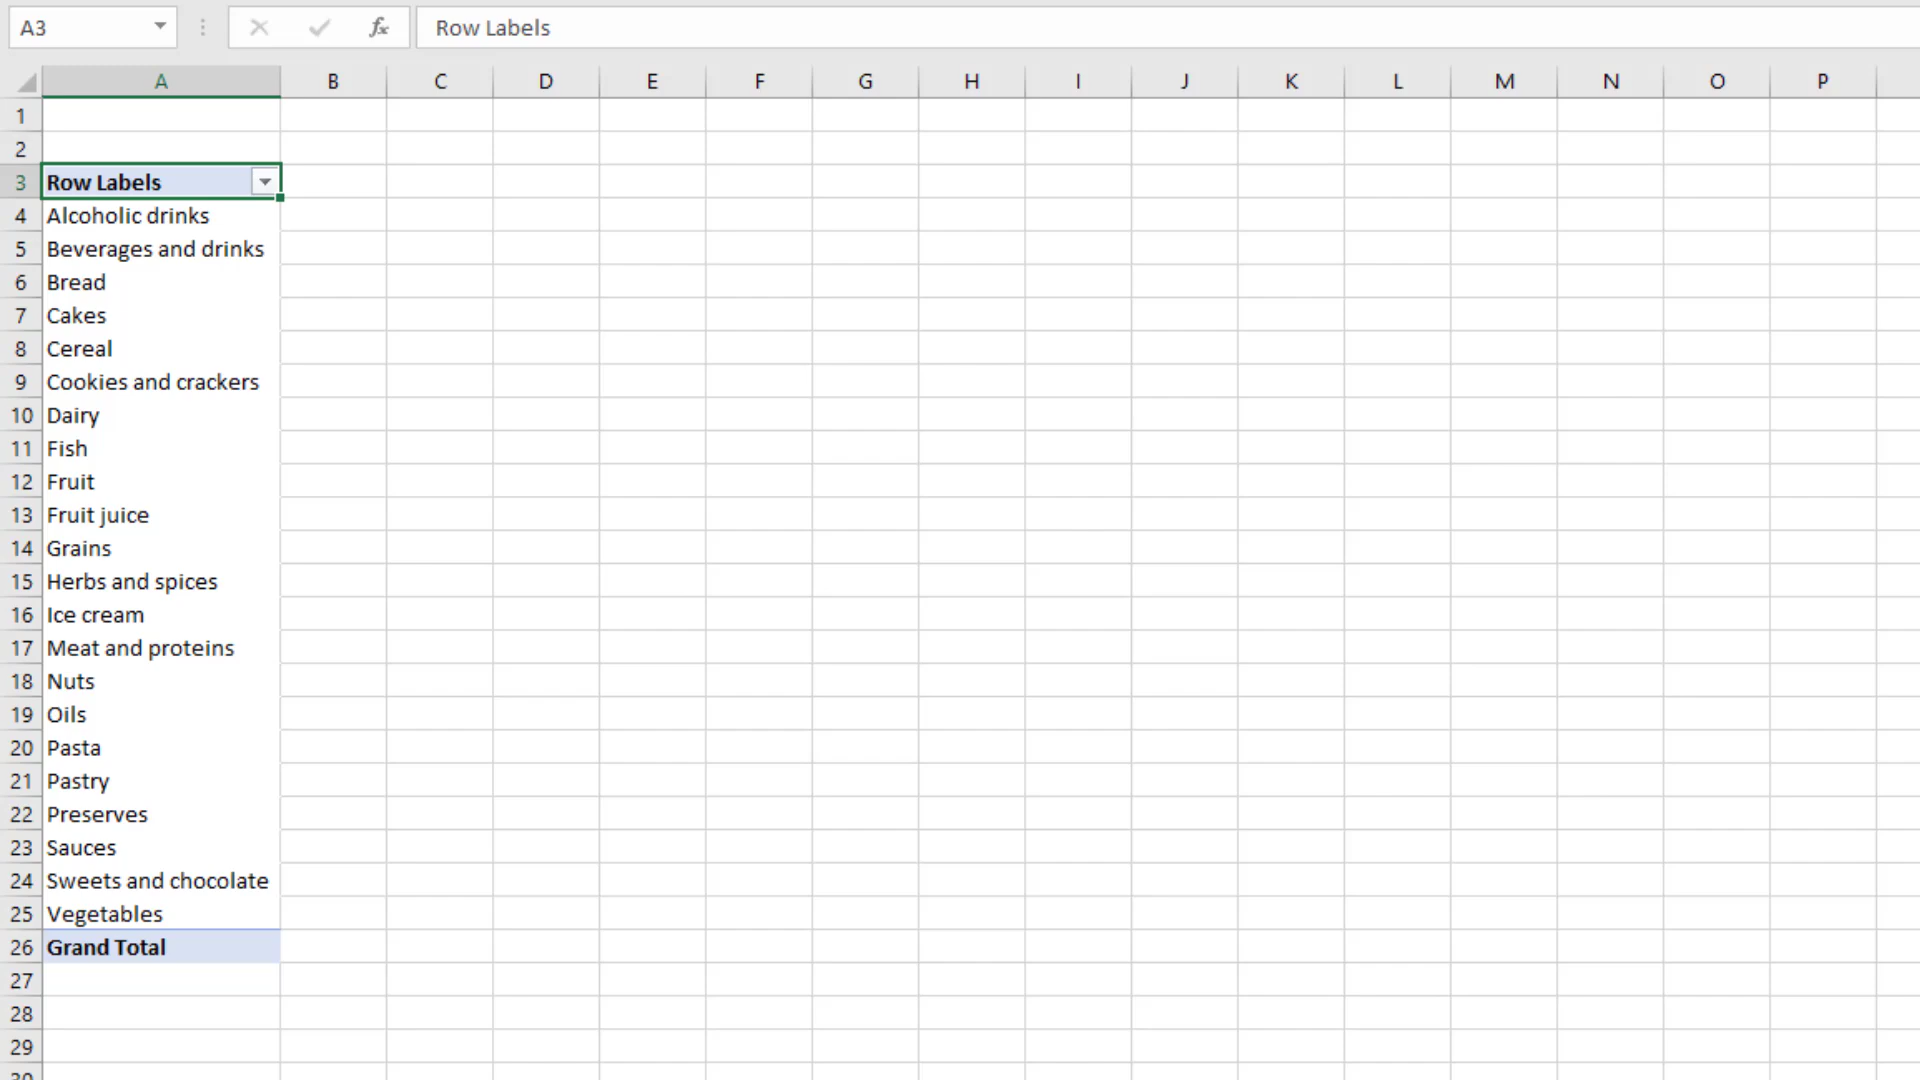 A3 fx Row Labels
A B C D E F G H I J K L M N O P
1
2
3 Row Labels
4 Alcoholic drinks
5 Beverages and drinks
6 Bread
7 Cakes
8 Cereal
9 Cookies and crackers
10 Dairy
11 Fish
12 Fruit
13 Fruit juice
14 Grains
15 Herbs and spices
16 Ice cream
17 Meat and proteins
18 Nuts
19 Oils
20 Pasta
21 Pastry
22 Preserves
23 Sauces
24 Sweets and chocolate
25 Vegetables
26 Grand Total
27
28
29
30